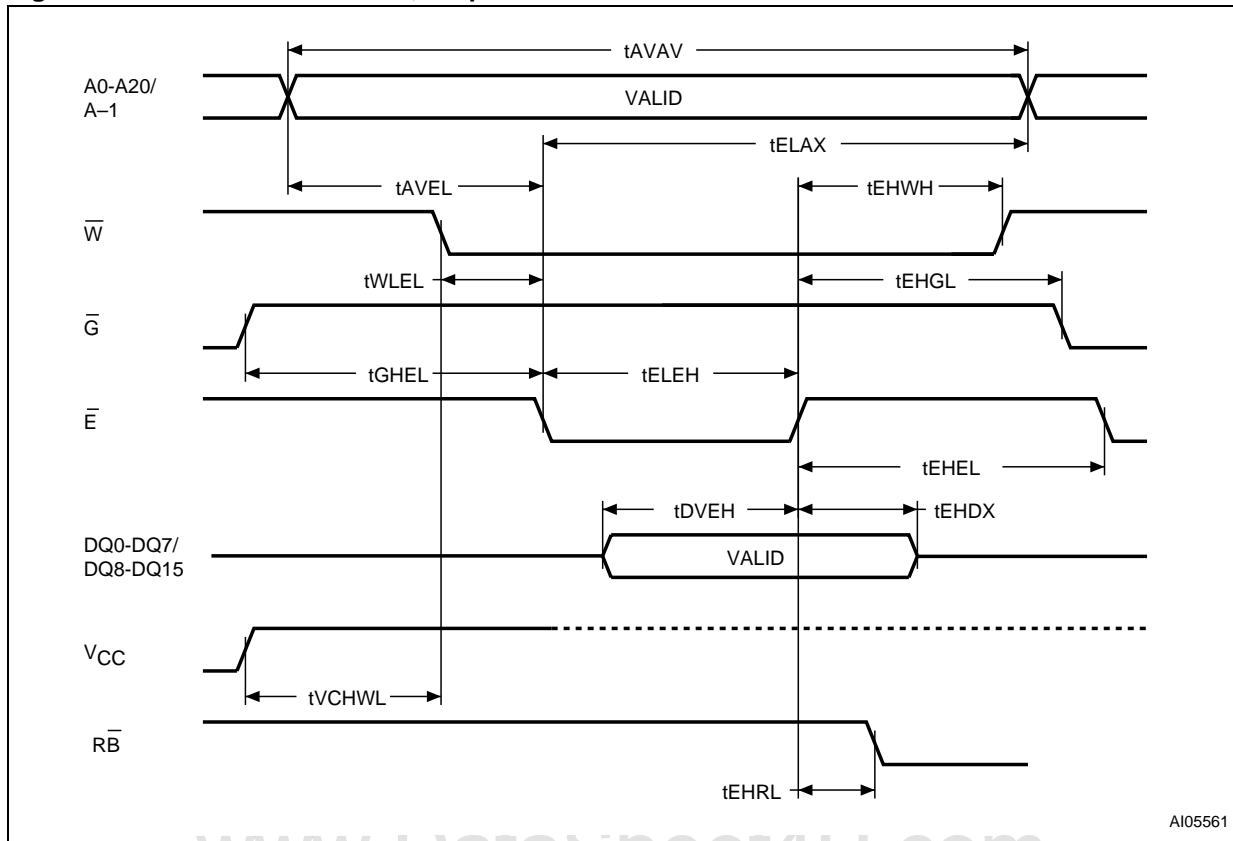 tAVAV
A0-A20/
A–1
VALID
tELAX
tAVEL
tEHWH
W
tWLEL
tEHGL
G
tGHEL
tELEH
E
tEHEL
tDVEH
tEHDX
DQ0-DQ7/
DQ8-DQ15
VALID
VCC
tVCHWL
RB
tEHRL
AI05561